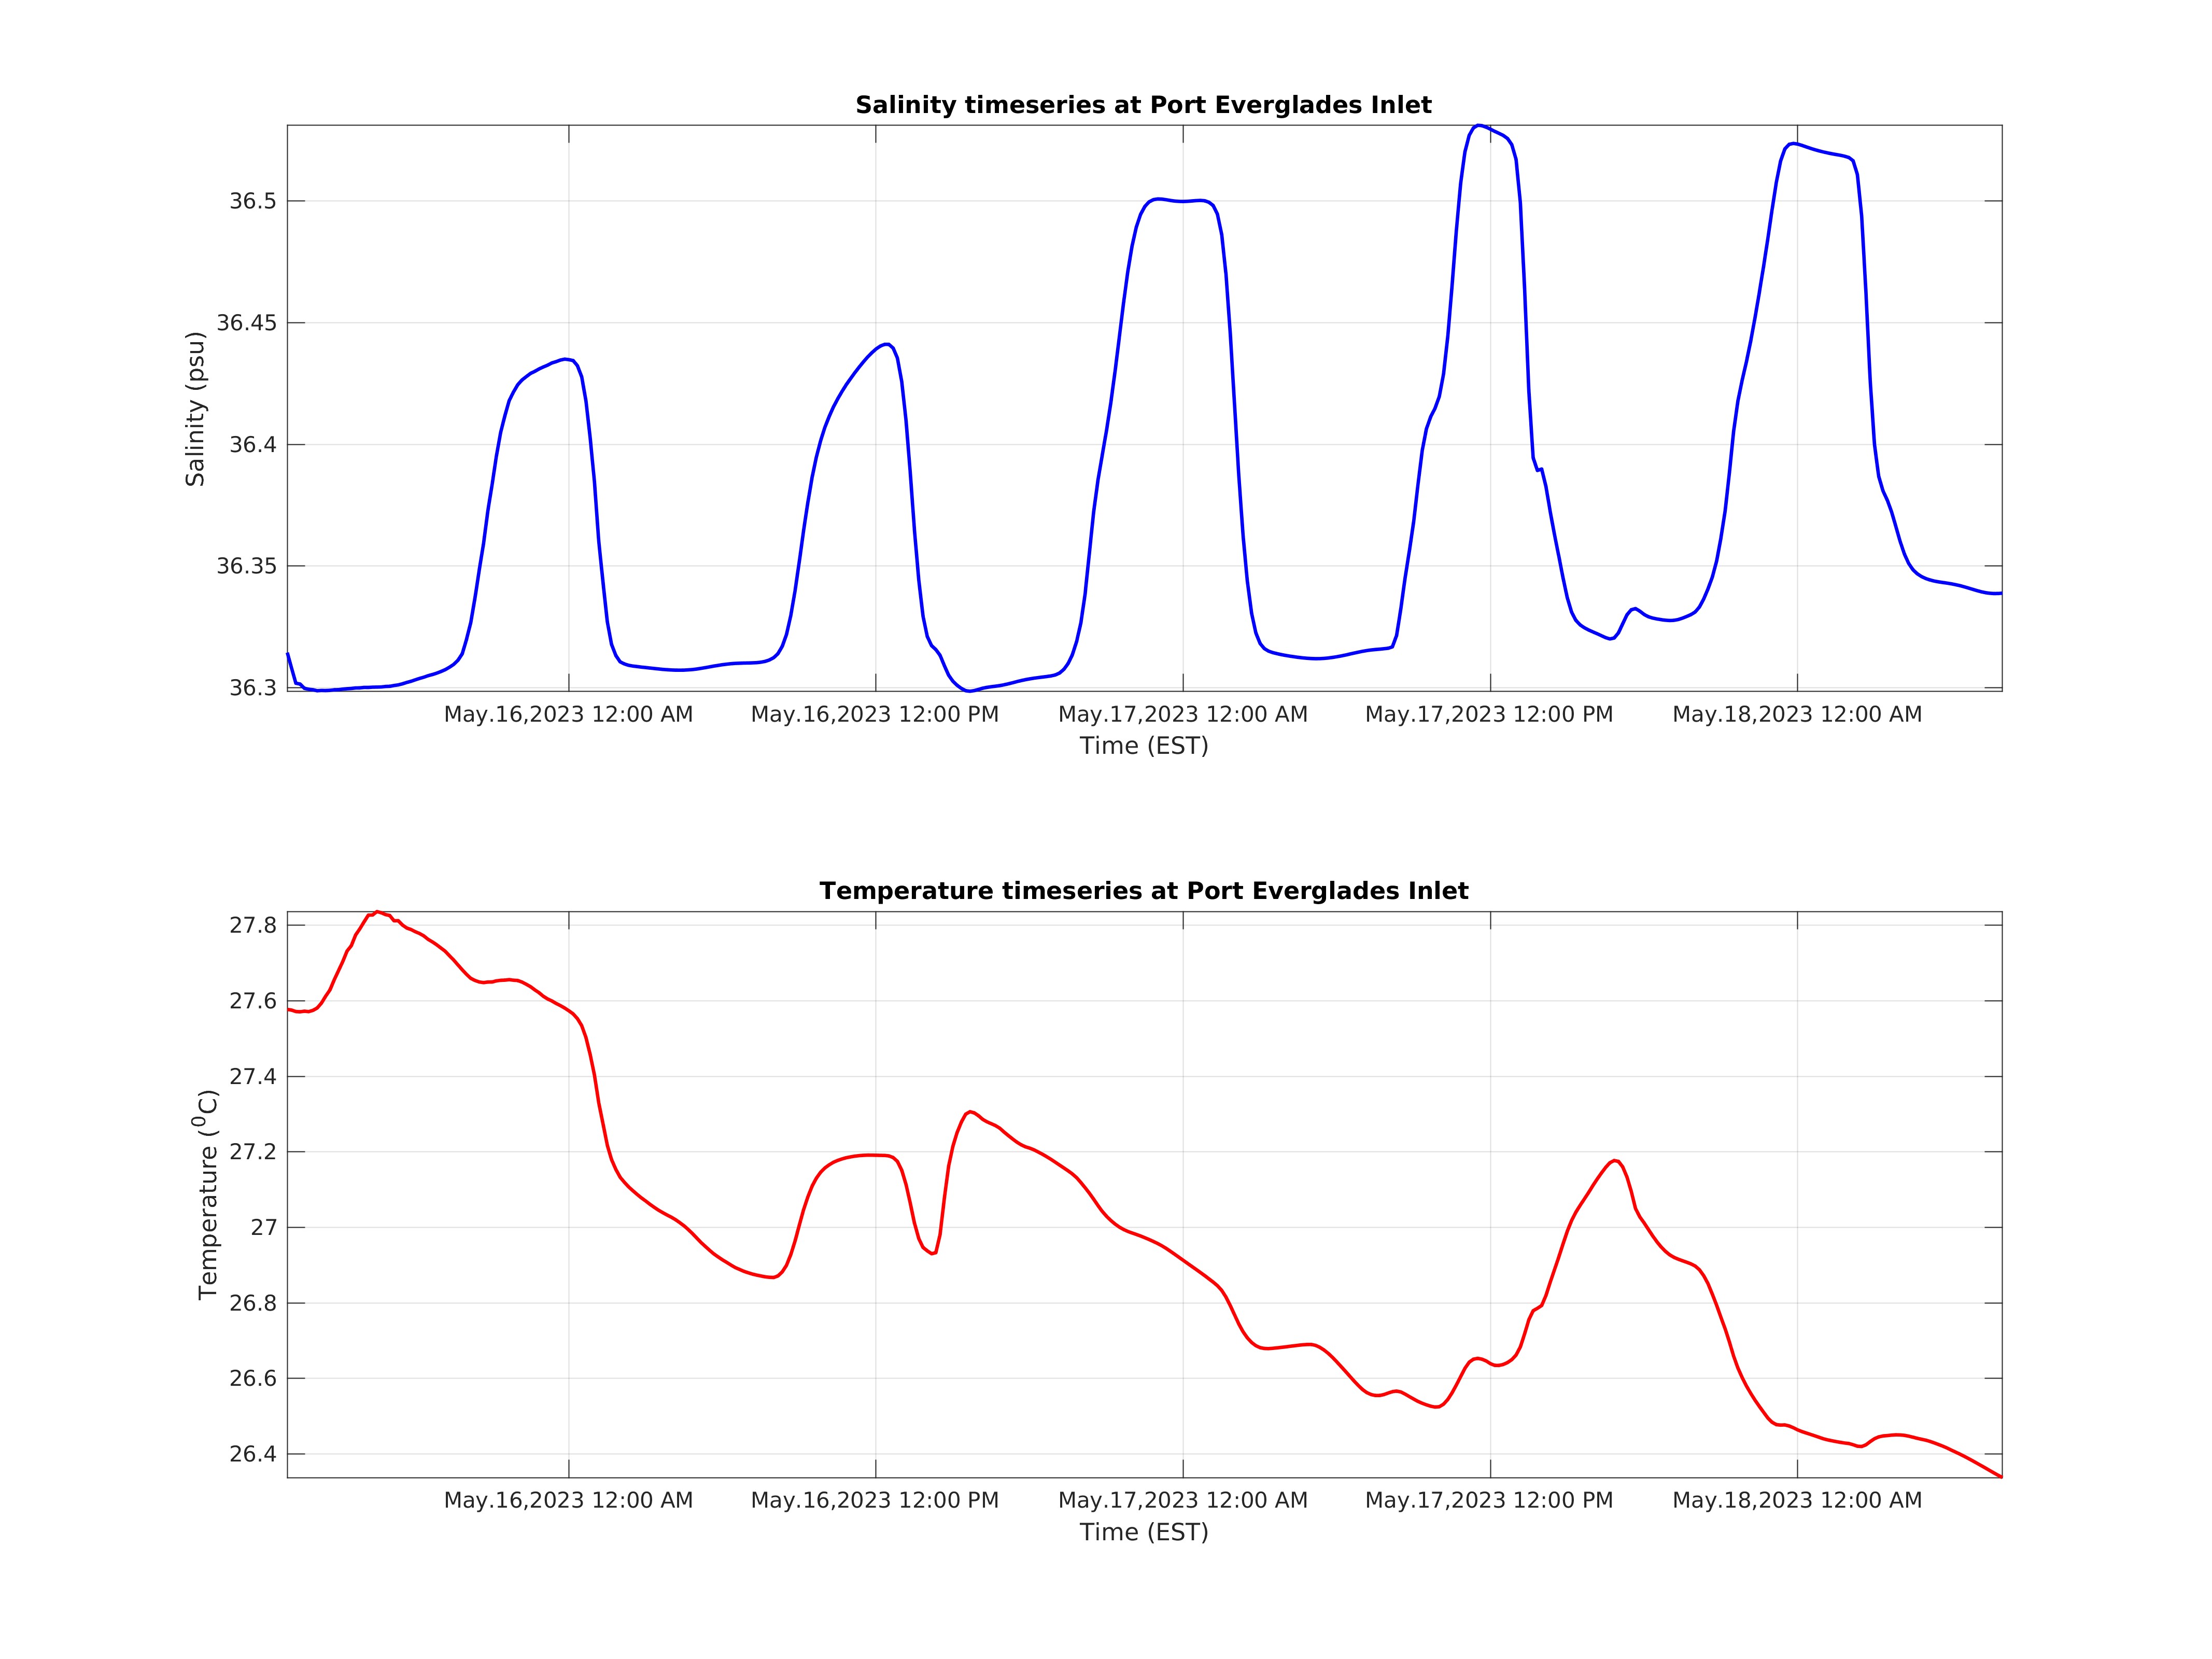 Salinity timeseries at Port Everglades Inlet
36.5
36.45
36.4
36.35
36.3
Salinity (psu)
May.16,2023 12:00 AM May.16,2023 12:00 PM May.17,2023 12:00 AM May.17,2023 12:00 PM May.18,2023 12:00 AM
Time (EST)
Temperature timeseries at Port Everglades Inlet
27.8
27.6
27.4
27.2
27
26.8
26.6
26.4
Temperature (⁰C)
May.16,2023 12:00 AM May.16,2023 12:00 PM May.17,2023 12:00 AM May.17,2023 12:00 PM May.18,2023 12:00 AM
Time (EST)